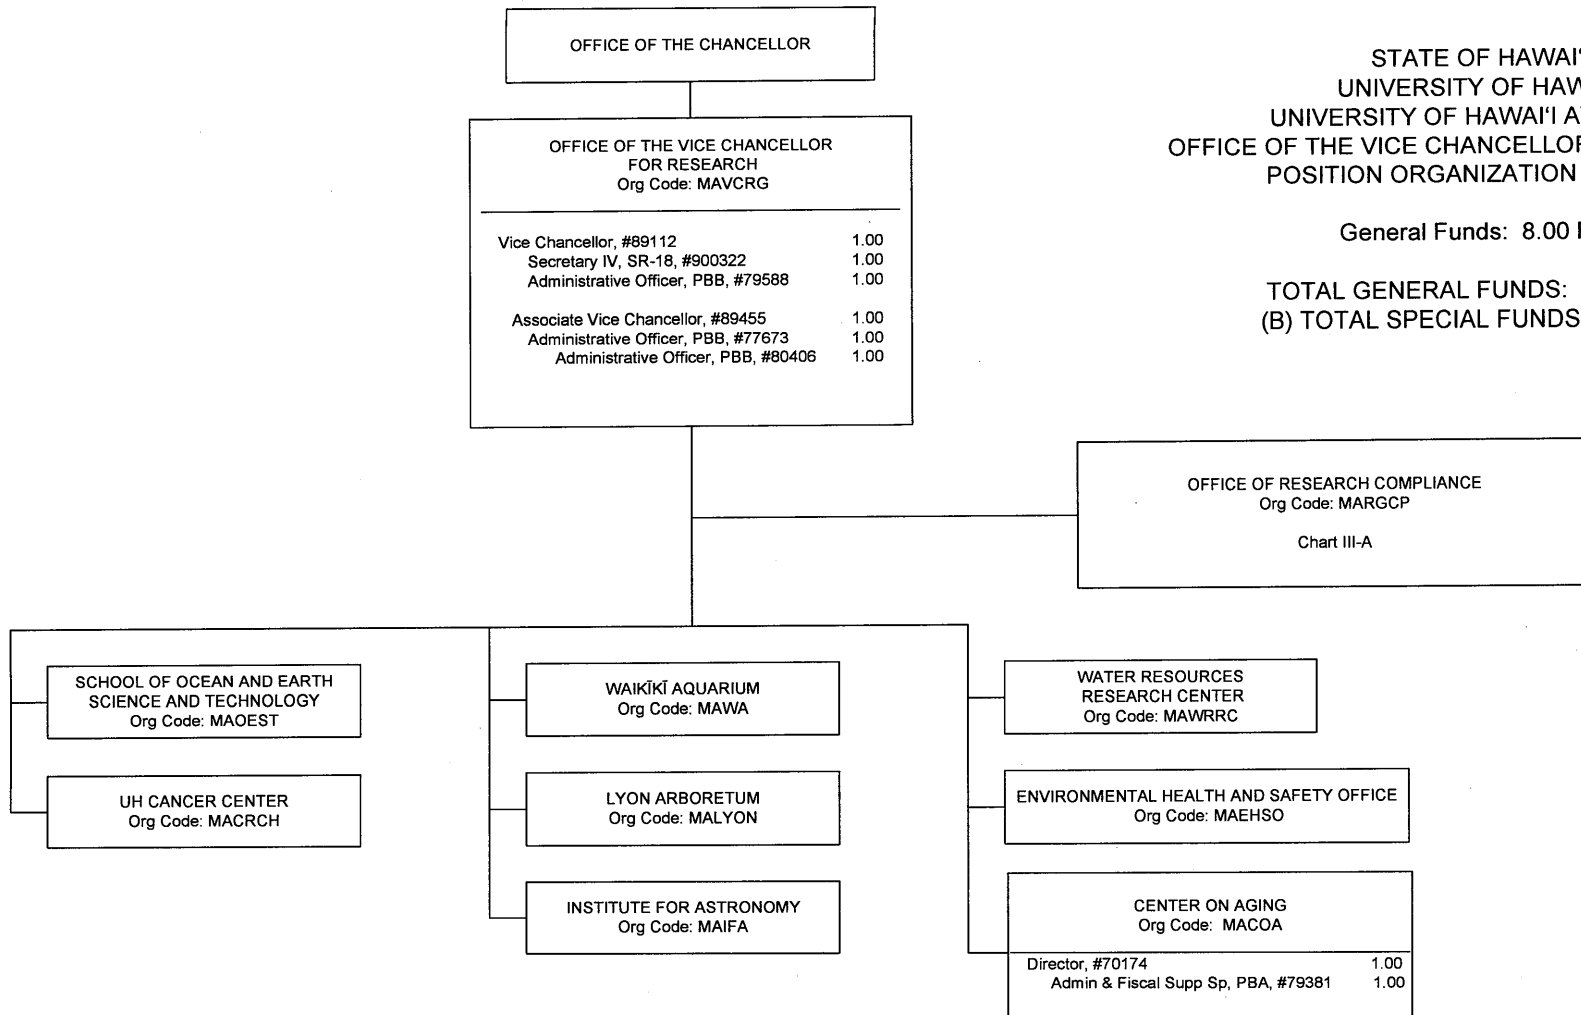 OFFICE OF THE CHANCELLOR
STATE OF HAWAI'
UNIVERSITY OF HAW
UNIVERSITY OF HAWAI'I A
OFFICE OF THE VICE CHANCELLOR
POSITION ORGANIZATION
General Funds: 8.00
TOTAL GENERAL FUNDS:
(B) TOTAL SPECIAL FUNDS
OFFICE OF THE VICE CHANCELLOR
FOR RESEARCH
Org Code: MAVCRG
Vice Chancellor, #89112 1.00
Secretary IV, SR-18, #900322 1.00
Administrative Officer, PBB, #79588 1.00
Associate Vice Chancellor, #89455 1.00
Administrative Officer, PBB, #77673 1.00
Administrative Officer, PBB, #80406 1.00
OFFICE OF RESEARCH COMPLIANCE
Org Code: MARGCP
Chart III-A
SCHOOL OF OCEAN AND EARTH
SCIENCE AND TECHNOLOGY
Org Code: MAOEST
UH CANCER CENTER
Org Code: MACRCH
WAIKĪKĪ AQUARIUM
Org Code: MAWA
LYON ARBORETUM
Org Code: MALYON
INSTITUTE FOR ASTRONOMY
Org Code: MAIFA
WATER RESOURCES
RESEARCH CENTER
Org Code: MAWRRC
ENVIRONMENTAL HEALTH AND SAFETY OFFICE
Org Code: MAEHSO
CENTER ON AGING
Org Code: MACOA
Director, #70174 1.00
Admin & Fiscal Supp Sp, PBA, #79381 1.00